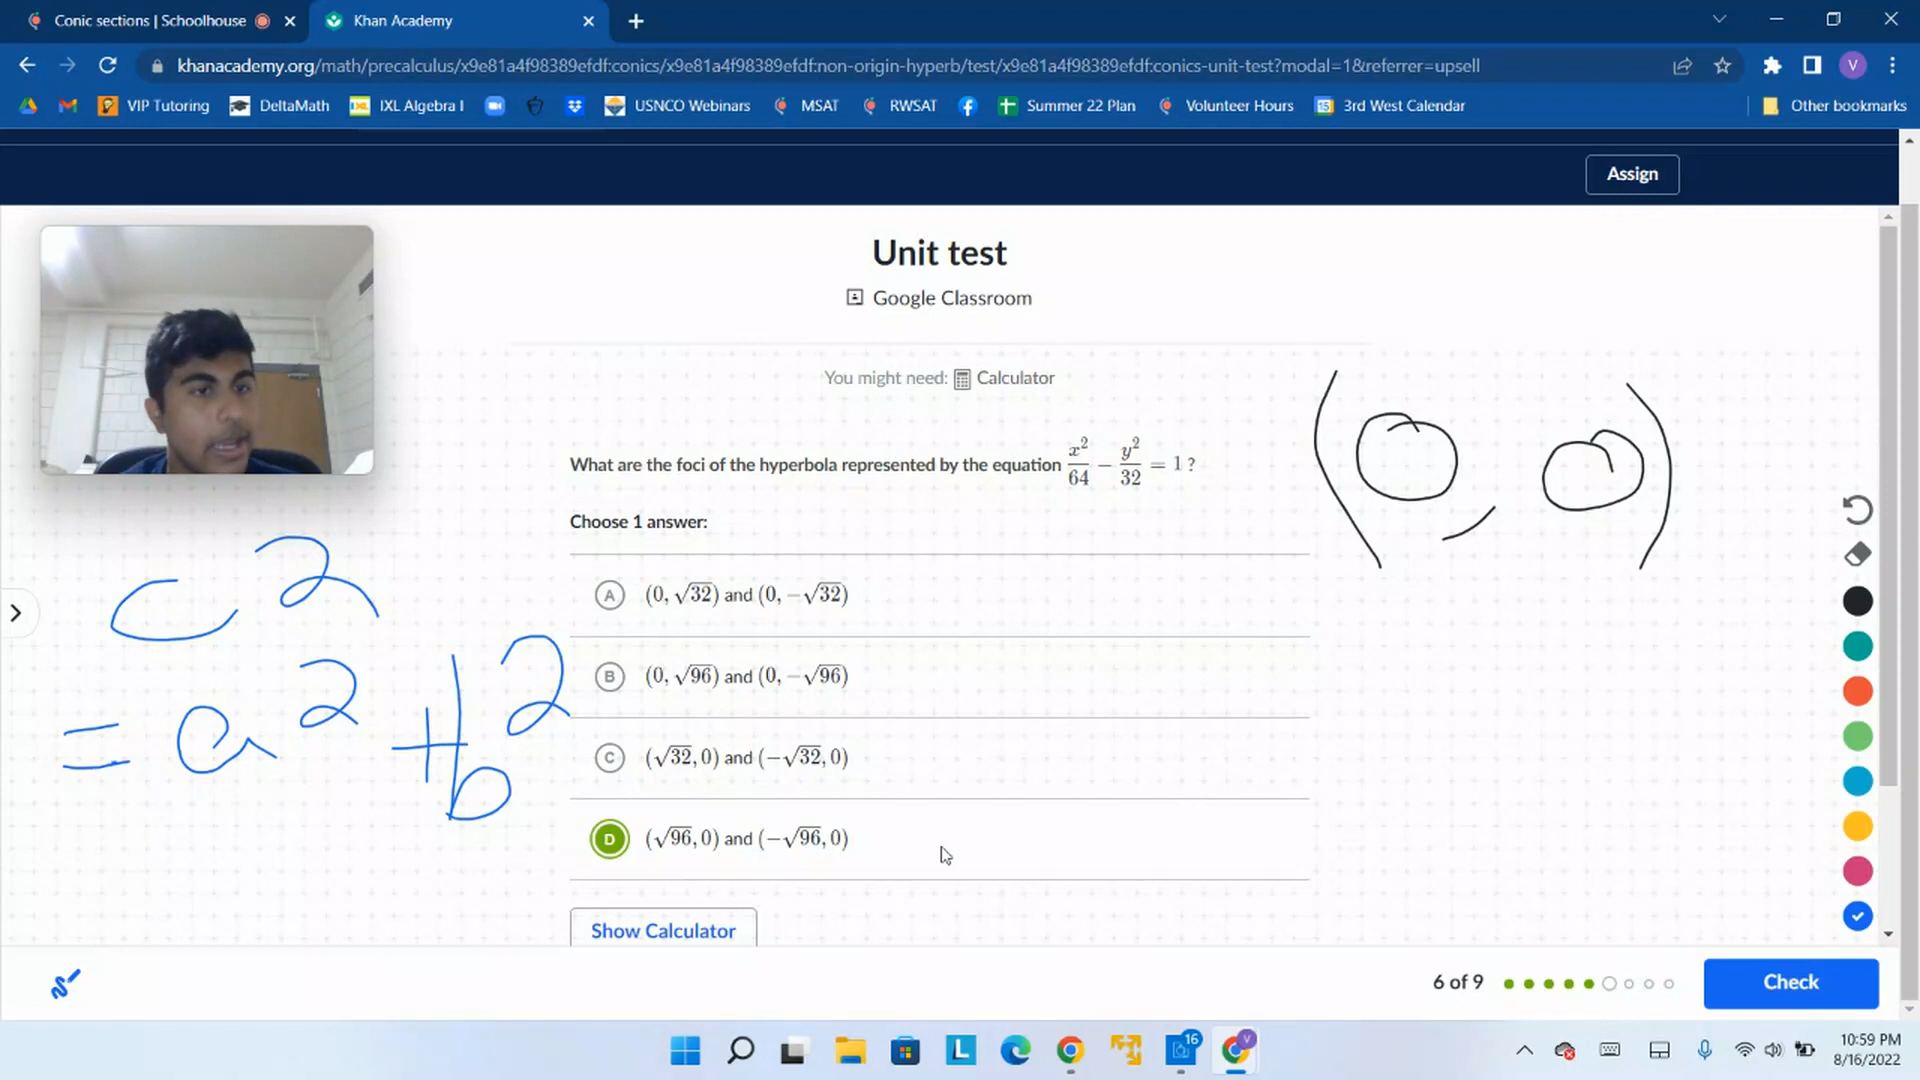 Conic sections | Schoolhouse
Khan Academy
khanacademy.org/math/precalculus/x9e81a4f98389efdf:conics/x9e81a4f98389efdf:non-origin-hyperb/test/x9e81a4f98389efdf:conics-unit-test?modal=1&referrer=upsell
V
VIP Tutoring
DeltaMath
IXL Algebra I
USNCO Webinars
MSAT
RWSAT
Summer 22 Plan
Volunteer Hours
3rd West Calendar
Other bookmarks
Assign
Unit test
Google Classroom
You might need: Calculator
What are the foci of the hyperbola represented by the equation x²/64 − y²/32 = 1 ?
Choose 1 answer:
A (0, √32) and (0, −√32)
B (0, √96) and (0, −√96)
C (√32, 0) and (−√32, 0)
D (√96, 0) and (−√96, 0)
c²
= a² + b²
(0, 0)
Show Calculator
6 of 9
Check
16
V
10:59 PM
8/16/2022